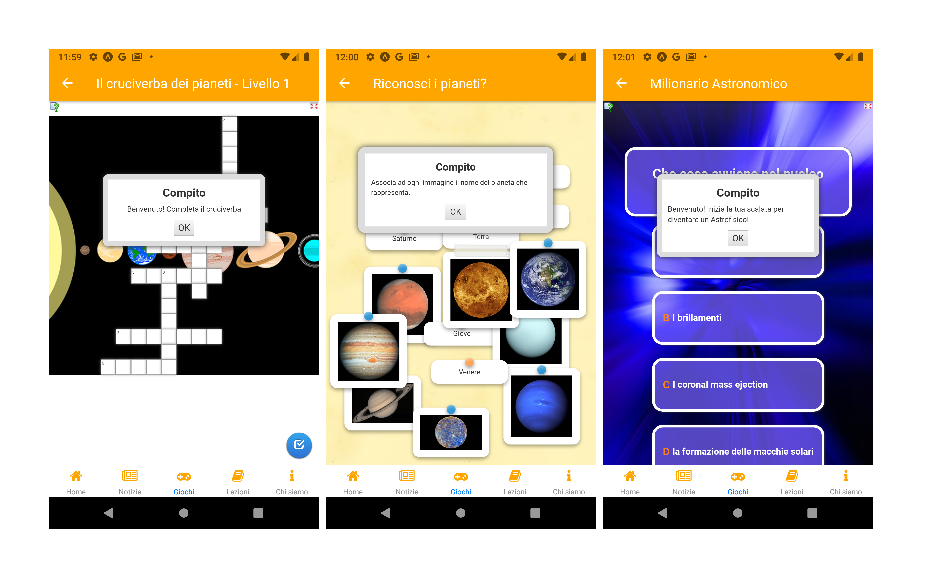 11:59
Il cruciverba dei pianeti - Livello 1
Compito
Benvenuto! Completa il cruciverba
OK
Home Notizie Giochi Lezioni Chi siamo
12:00
Riconosci i pianeti?
Compito
Associa ad ogni immagine il nome del pianeta che
rappresenta.
OK
Saturno
Terra
Giove
Venere
Home Notizie Giochi Lezioni Chi siamo
12:01
Milionario Astronomico
Che cosa avviene nel nucleo
Compito
Benvenuto! Inizia la tua scalata per
diventare un Astrofisico!
OK
B I brillamenti
C I coronal mass ejection
D la formazione delle macchie solari
Home Notizie Giochi Lezioni Chi siamo